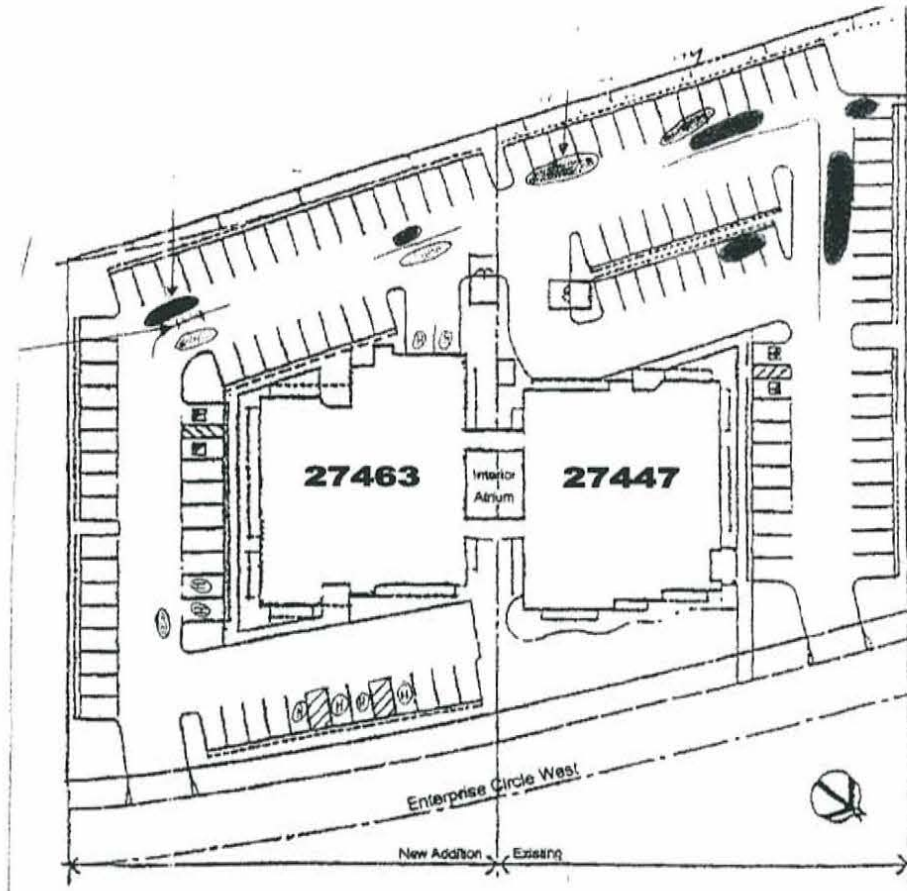 27463
27447
Interior
Atrium
H
H
H
H
Enterprise Circle West
New Addition
Existing